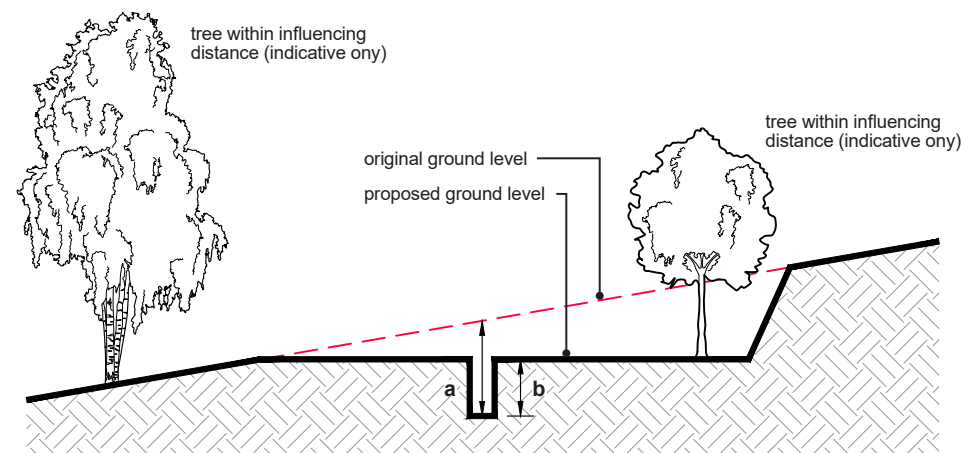 tree within influencing
distance (indicative ony)
tree within influencing
distance (indicative ony)
original ground level
proposed ground level
a
b